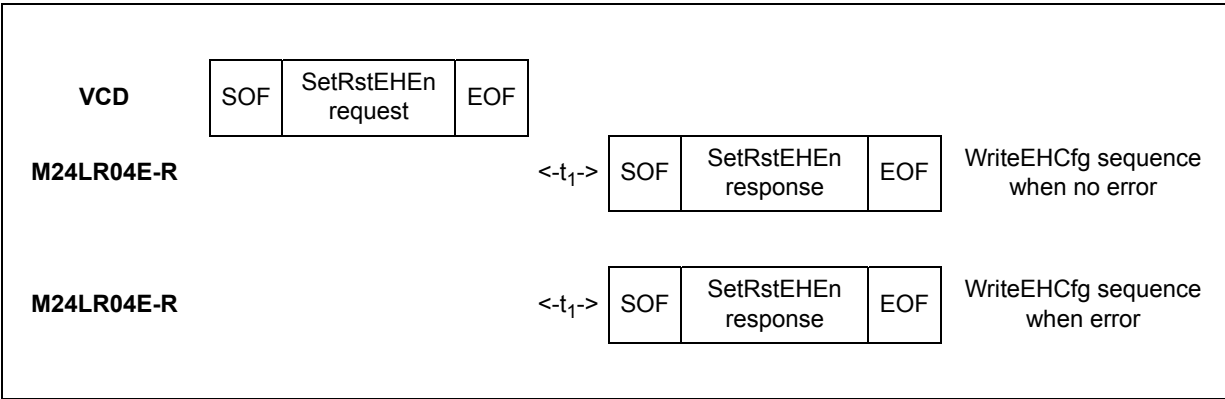 VCD SOF SetRstEHEn EOF
request
M24LR04E-R <-t1-> SOF SetRstEHEn EOF WriteEHCfg sequence
response when no error
M24LR04E-R <-t1-> SOF SetRstEHEn EOF WriteEHCfg sequence
response when error